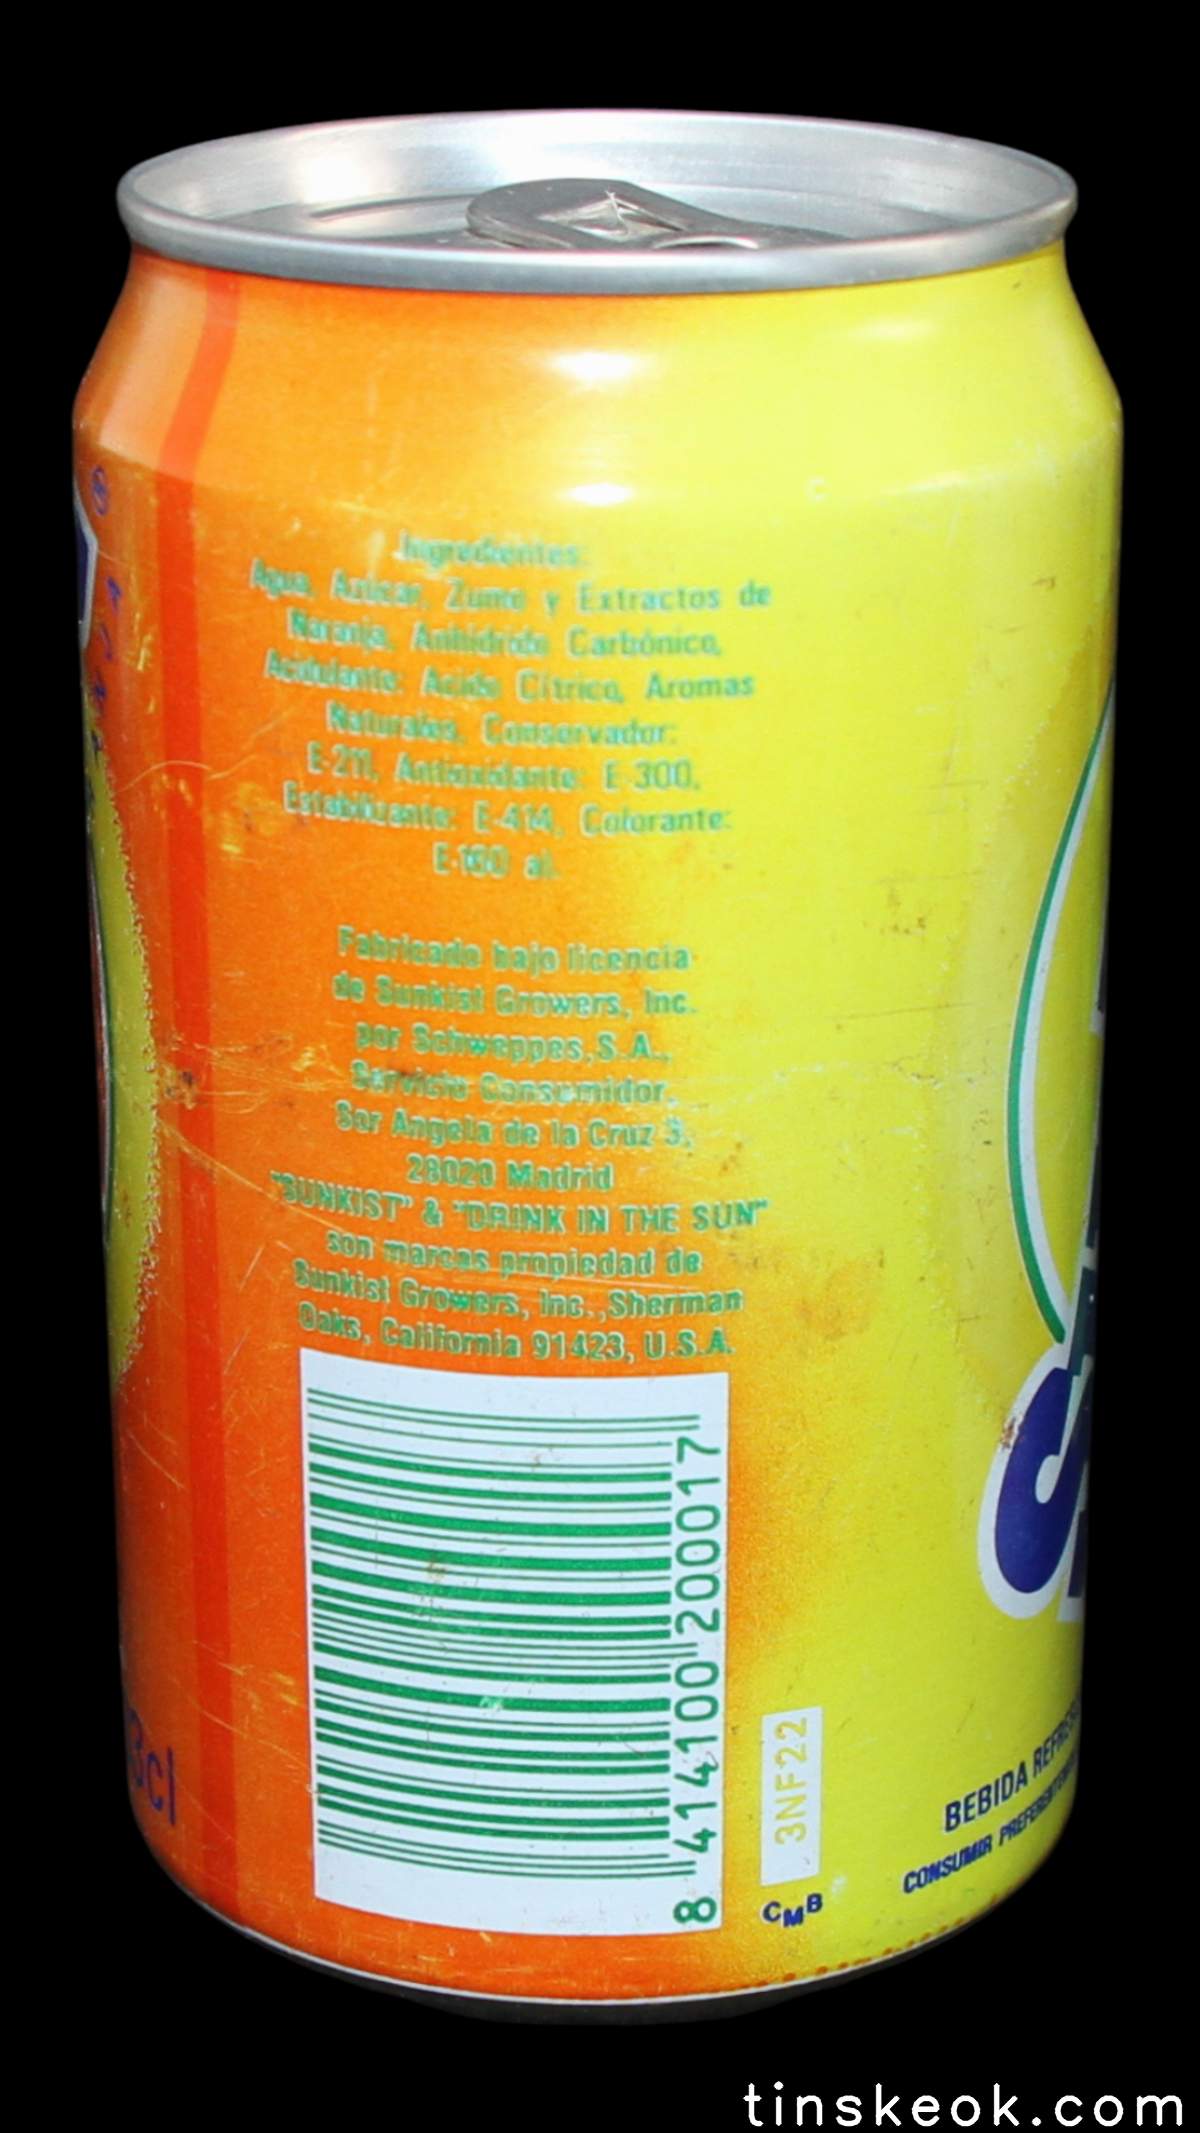 Ingredientes:
Agua, Azúcar, Zumo y Extractos de
Naranja, Anhídrido Carbónico,
Acidulante: Acido Cítrico, Aromas
Naturales, Conservador:
E-211, Antioxidante: E-300,
Estabilizante: E-414, Colorante:
E-160 a).
Fabricado bajo licencia
de Sunkist Growers, Inc.
por Schweppes, S.A.,
Servicio Consumidor,
Sor Angela de la Cruz 3,
28020 Madrid
"SUNKIST" & "DRINK IN THE SUN"
son marcas propiedad de
Sunkist Growers, Inc., Sherman
Oaks, California 91423, U.S.A.
8 414100 200017
3NF22
CMB
3cl
BEBIDA
CONSUMIR
tinskeok.com